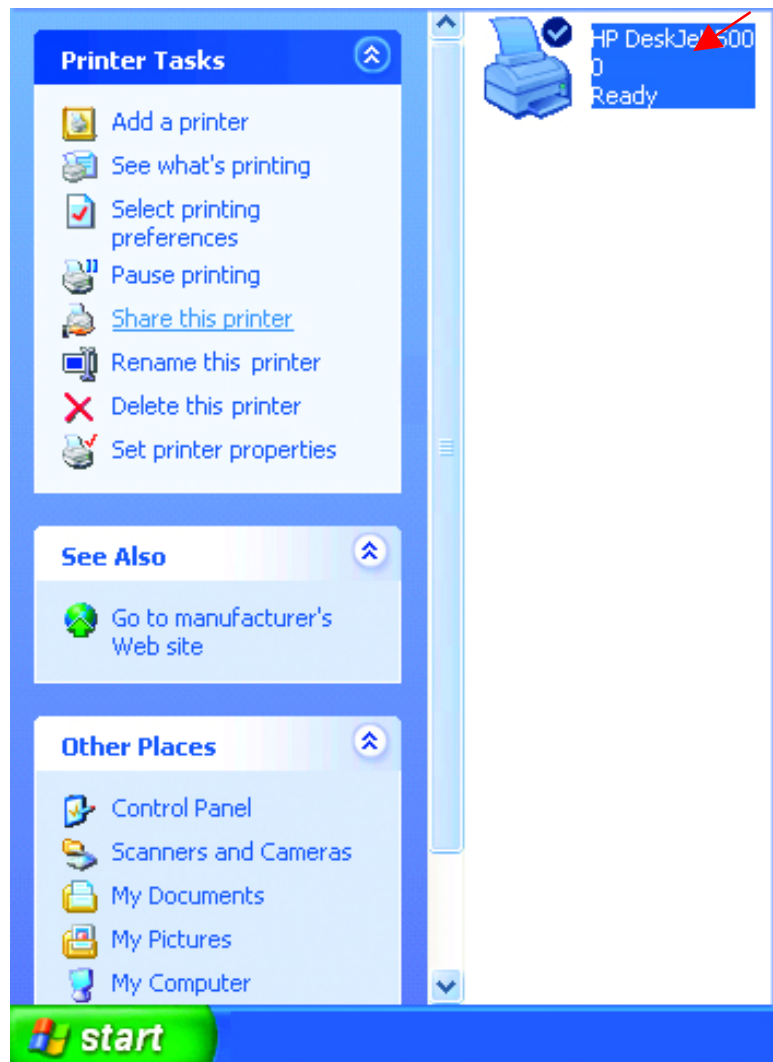 Printer Tasks
Add a printer
See what's printing
Select printing
preferences
Pause printing
Share this printer
Rename this printer
Delete this printer
Set printer properties
See Also
Go to manufacturer's
Web site
Other Places
Control Panel
Scanners and Cameras
My Documents
My Pictures
My Computer
HP
0
Ready
start